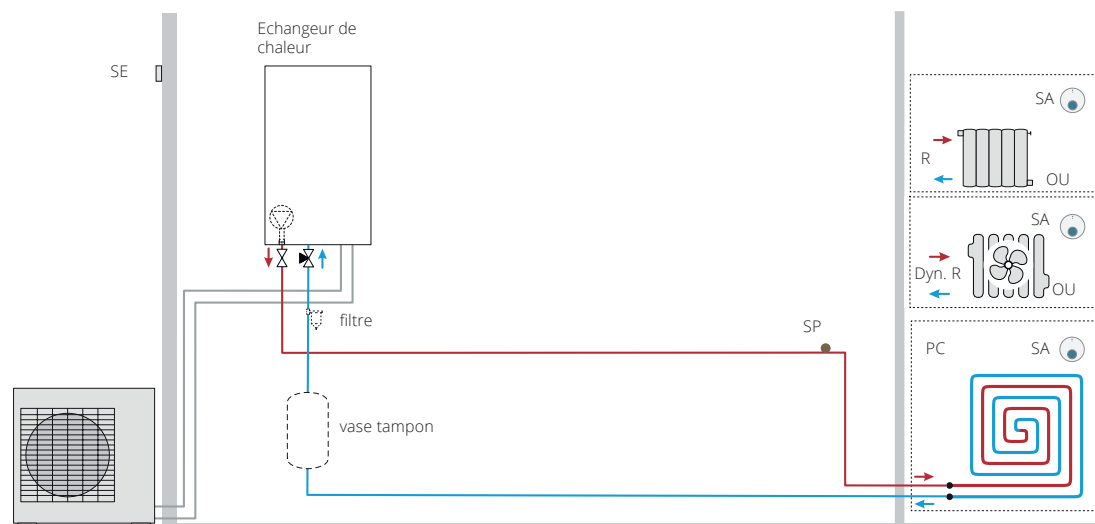 Echangeur de
chaleur
SE
SA
R
OU
SA
Dyn. R
OU
filtre
SP
PC
SA
vase tampon